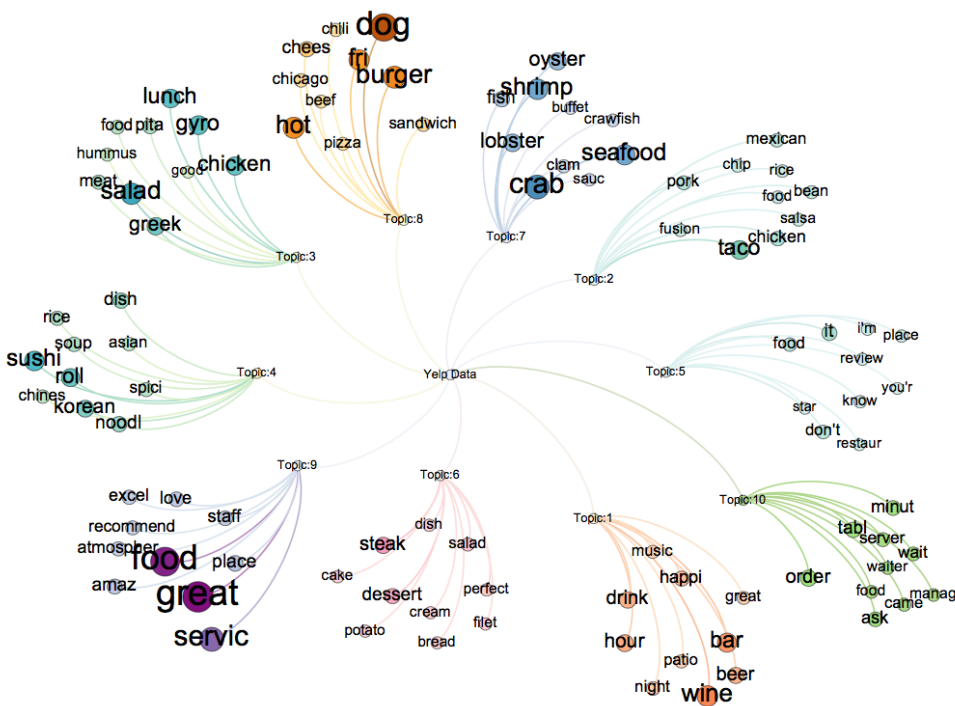 dog
chili
chees
fri
burger
chicago
beef
hot
pizza
sandwich
Topic:8
oyster
shrimp
fish
buffet
crawfish
lobster
seafood
clam
sauc
crab
Topic:7
mexican
chip
rice
pork
bean
food
salsa
fusion
chicken
taco
Topic:2
lunch
food
pita
gyro
hummus
good
chicken
meat
salad
greek
Topic:3
dish
rice
soup
asian
sushi
roll
spici
chines
korean
noodl
Topic:4
Yelp Data
i'm
place
it
food
review
you'r
know
star
don't
restaur
Topic:5
Topic:9
excel
love
staff
recommend
atmospher
food
place
amaz
great
servic
Topic:6
dish
steak
salad
cake
dessert
perfect
cream
potato
filet
bread
Topic:1
music
happi
drink
great
hour
bar
patio
beer
night
wine
Topic:10
minut
tabl
server
wait
waiter
order
food
manag
came
ask